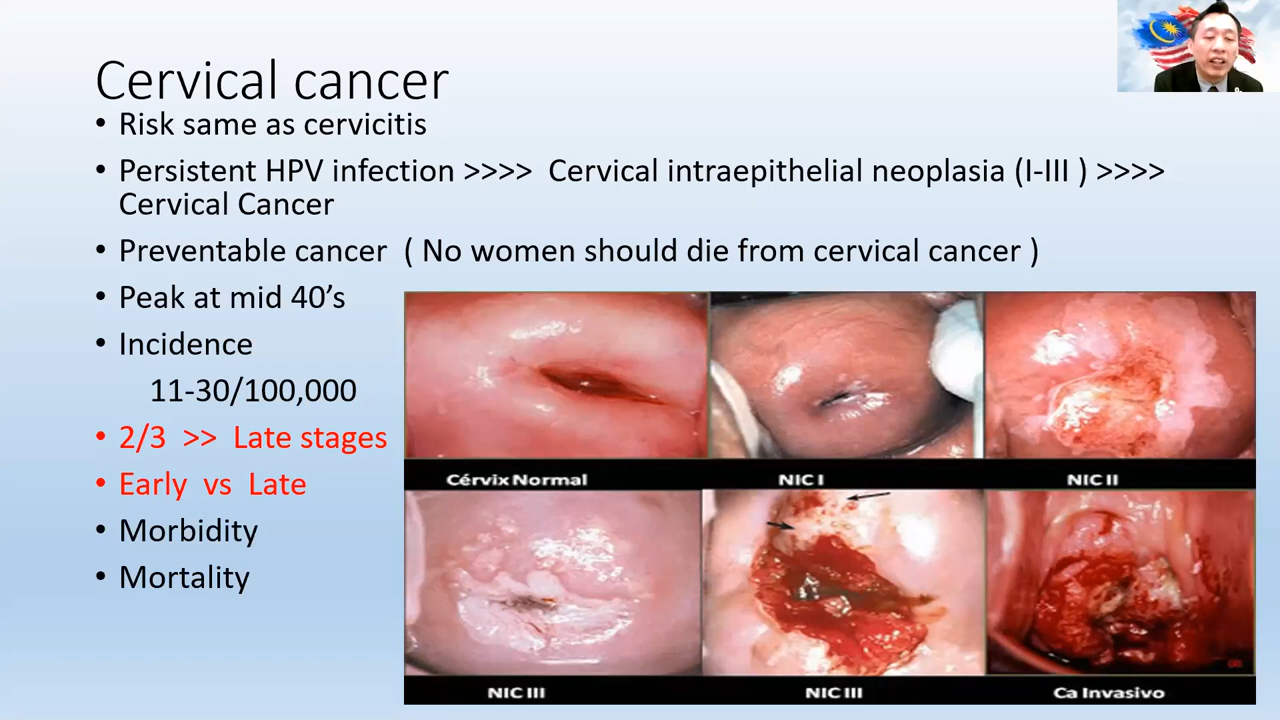 Cervical cancer
• Risk same as cervicitis
• Persistent HPV infection >>>> Cervical intraepithelial neoplasia (I-III ) >>>>
Cervical Cancer
• Preventable cancer ( No women should die from cervical cancer )
• Peak at mid 40’s
• Incidence
11-30/100,000
• 2/3 >> Late stages
• Early vs Late
• Morbidity
• Mortality
Cérvix Normal
NIC I
NIC II
NIC III
NIC III
Ca Invasivo